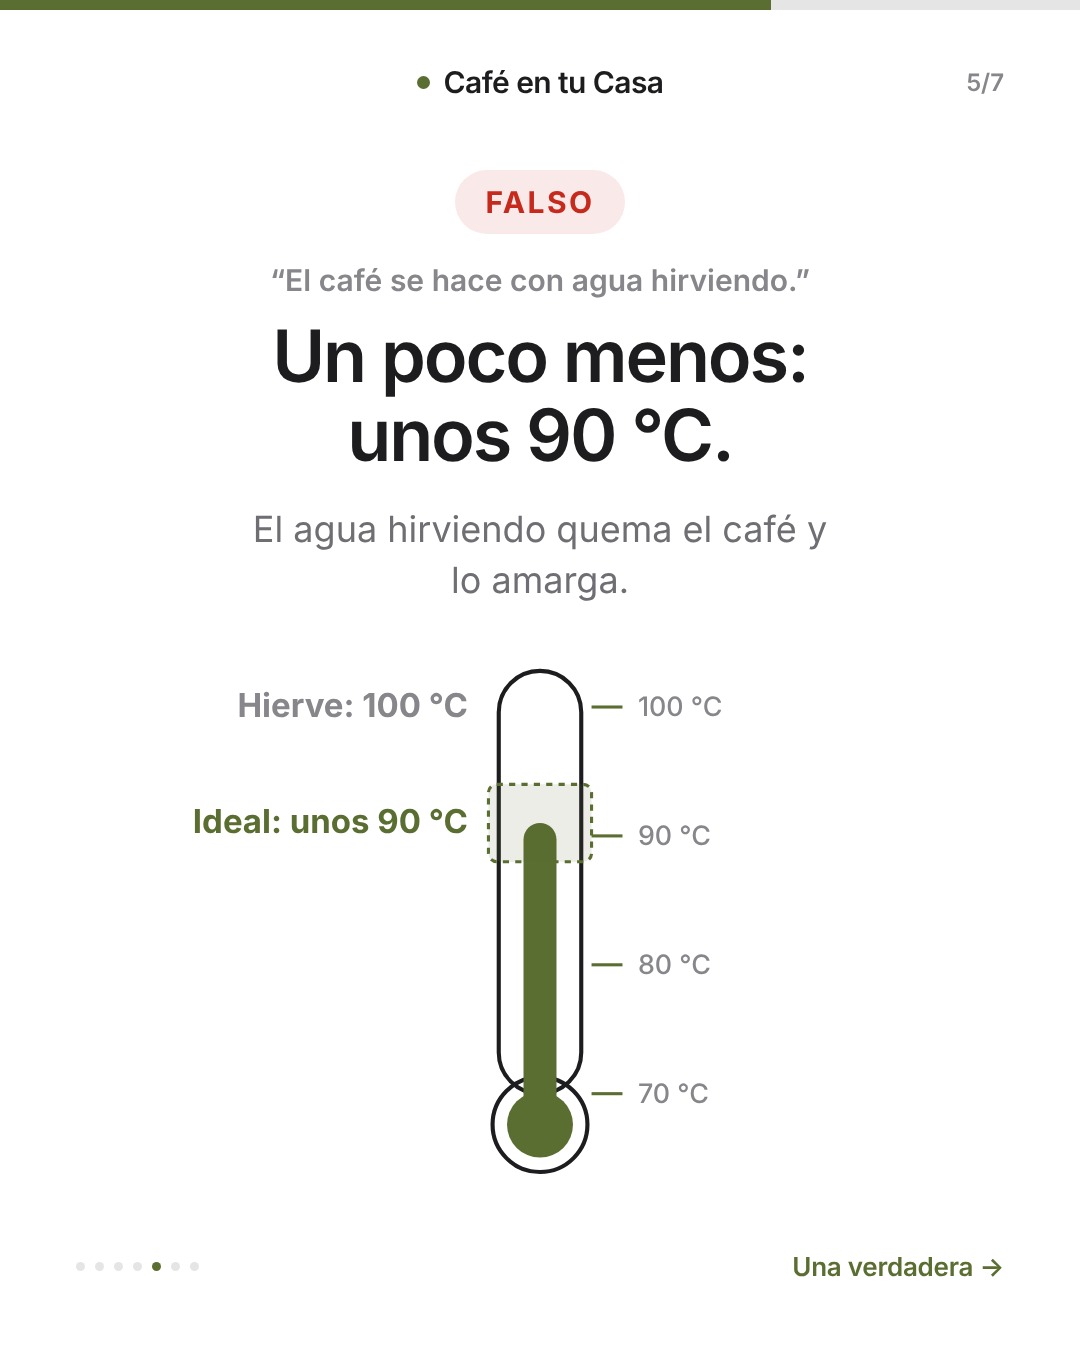 Café en tu Casa
5/7
FALSO
“El café se hace con agua hirviendo.”
Un poco menos:
unos 90 °C.
El agua hirviendo quema el café y
lo amarga.
Hierve: 100 °C
100 °C
Ideal: unos 90 °C
90 °C
80 °C
70 °C
Una verdadera →